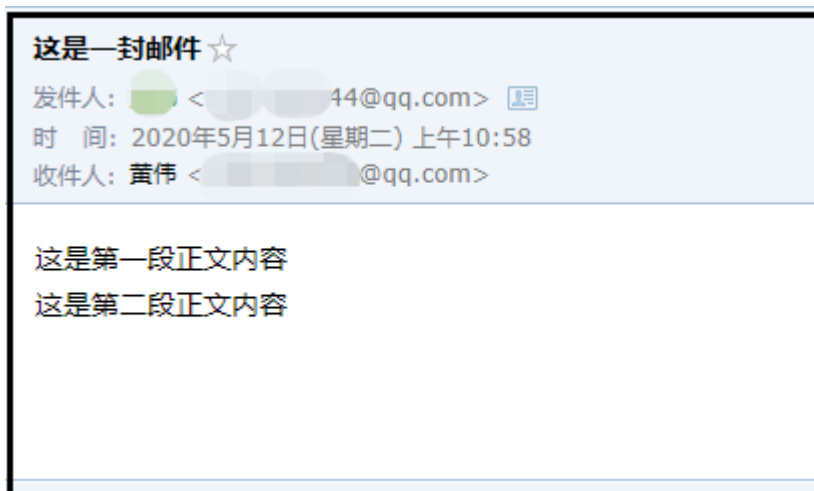 这是一封邮件
发件人: < 44@qq.com>
时 间: 2020年5月12日(星期二) 上午10:58
收件人: 黄伟 < @qq.com>
这是第一段正文内容
这是第二段正文内容